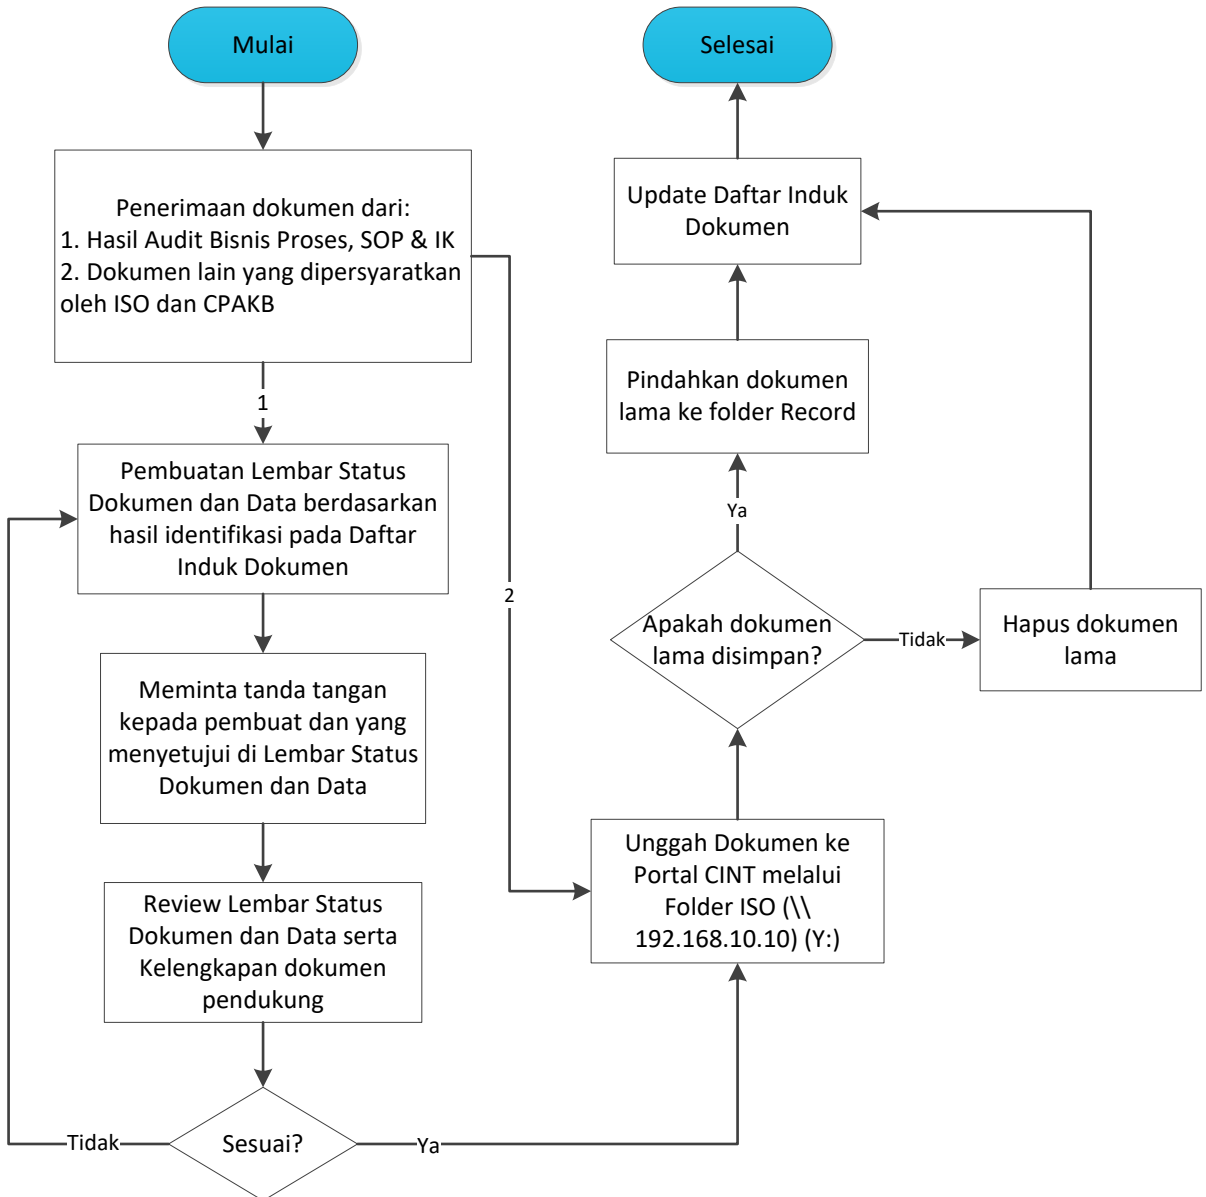 Mulai
Penerimaan dokumen dari:
1. Hasil Audit Bisnis Proses, SOP & IK
2. Dokumen lain yang dipersyaratkan
oleh ISO dan CPAKB
1
Pembuatan Lembar Status
Dokumen dan Data berdasarkan
hasil identifikasi pada Daftar
Induk Dokumen
Meminta tanda tangan
kepada pembuat dan yang
menyetujui di Lembar Status
Dokumen dan Data
Review Lembar Status
Dokumen dan Data serta
Kelengkapan dokumen
pendukung
Sesuai?
Tidak
Ya
2
Unggah Dokumen ke
Portal CINT melalui
Folder ISO (\\
192.168.10.10) (Y:)
Apakah dokumen
lama disimpan?
Tidak
Hapus dokumen
lama
Ya
Pindahkan dokumen
lama ke folder Record
Update Daftar Induk
Dokumen
Selesai